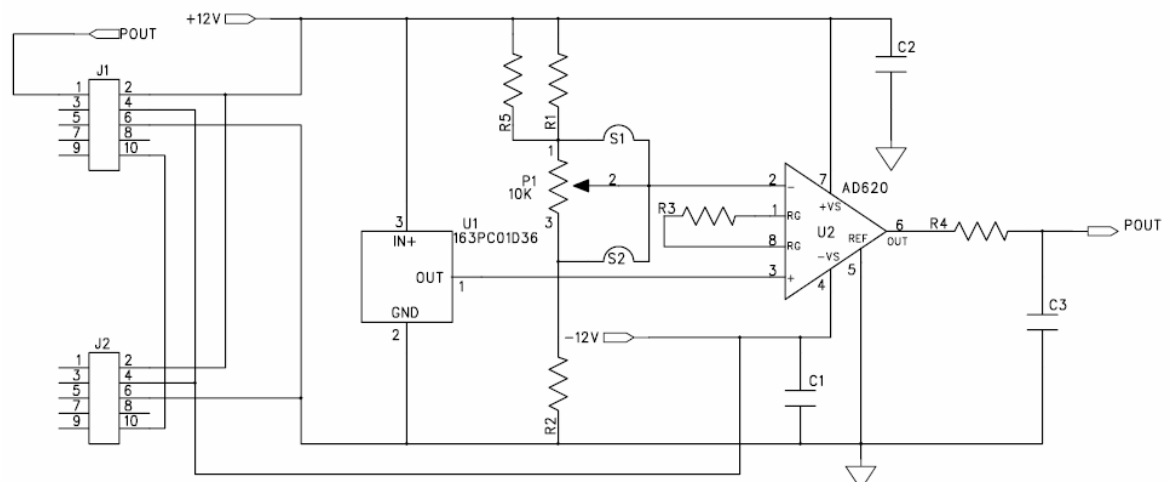 +12V
POUT
C2
J1
1 2
3 4
5 6
7 8
9 10
R5
R1
S1
1
P1
10K
2
3
2
-
7
+VS
AD620
R3
1
RG
8
RG
U2
REF
6
OUT
R4
POUT
3
U1
163PC01D36
IN+
OUT
1
GND
2
S2
3
+
-VS
4
5
-12V
C3
C1
J2
1 2
3 4
5 6
7 8
9 10
R2